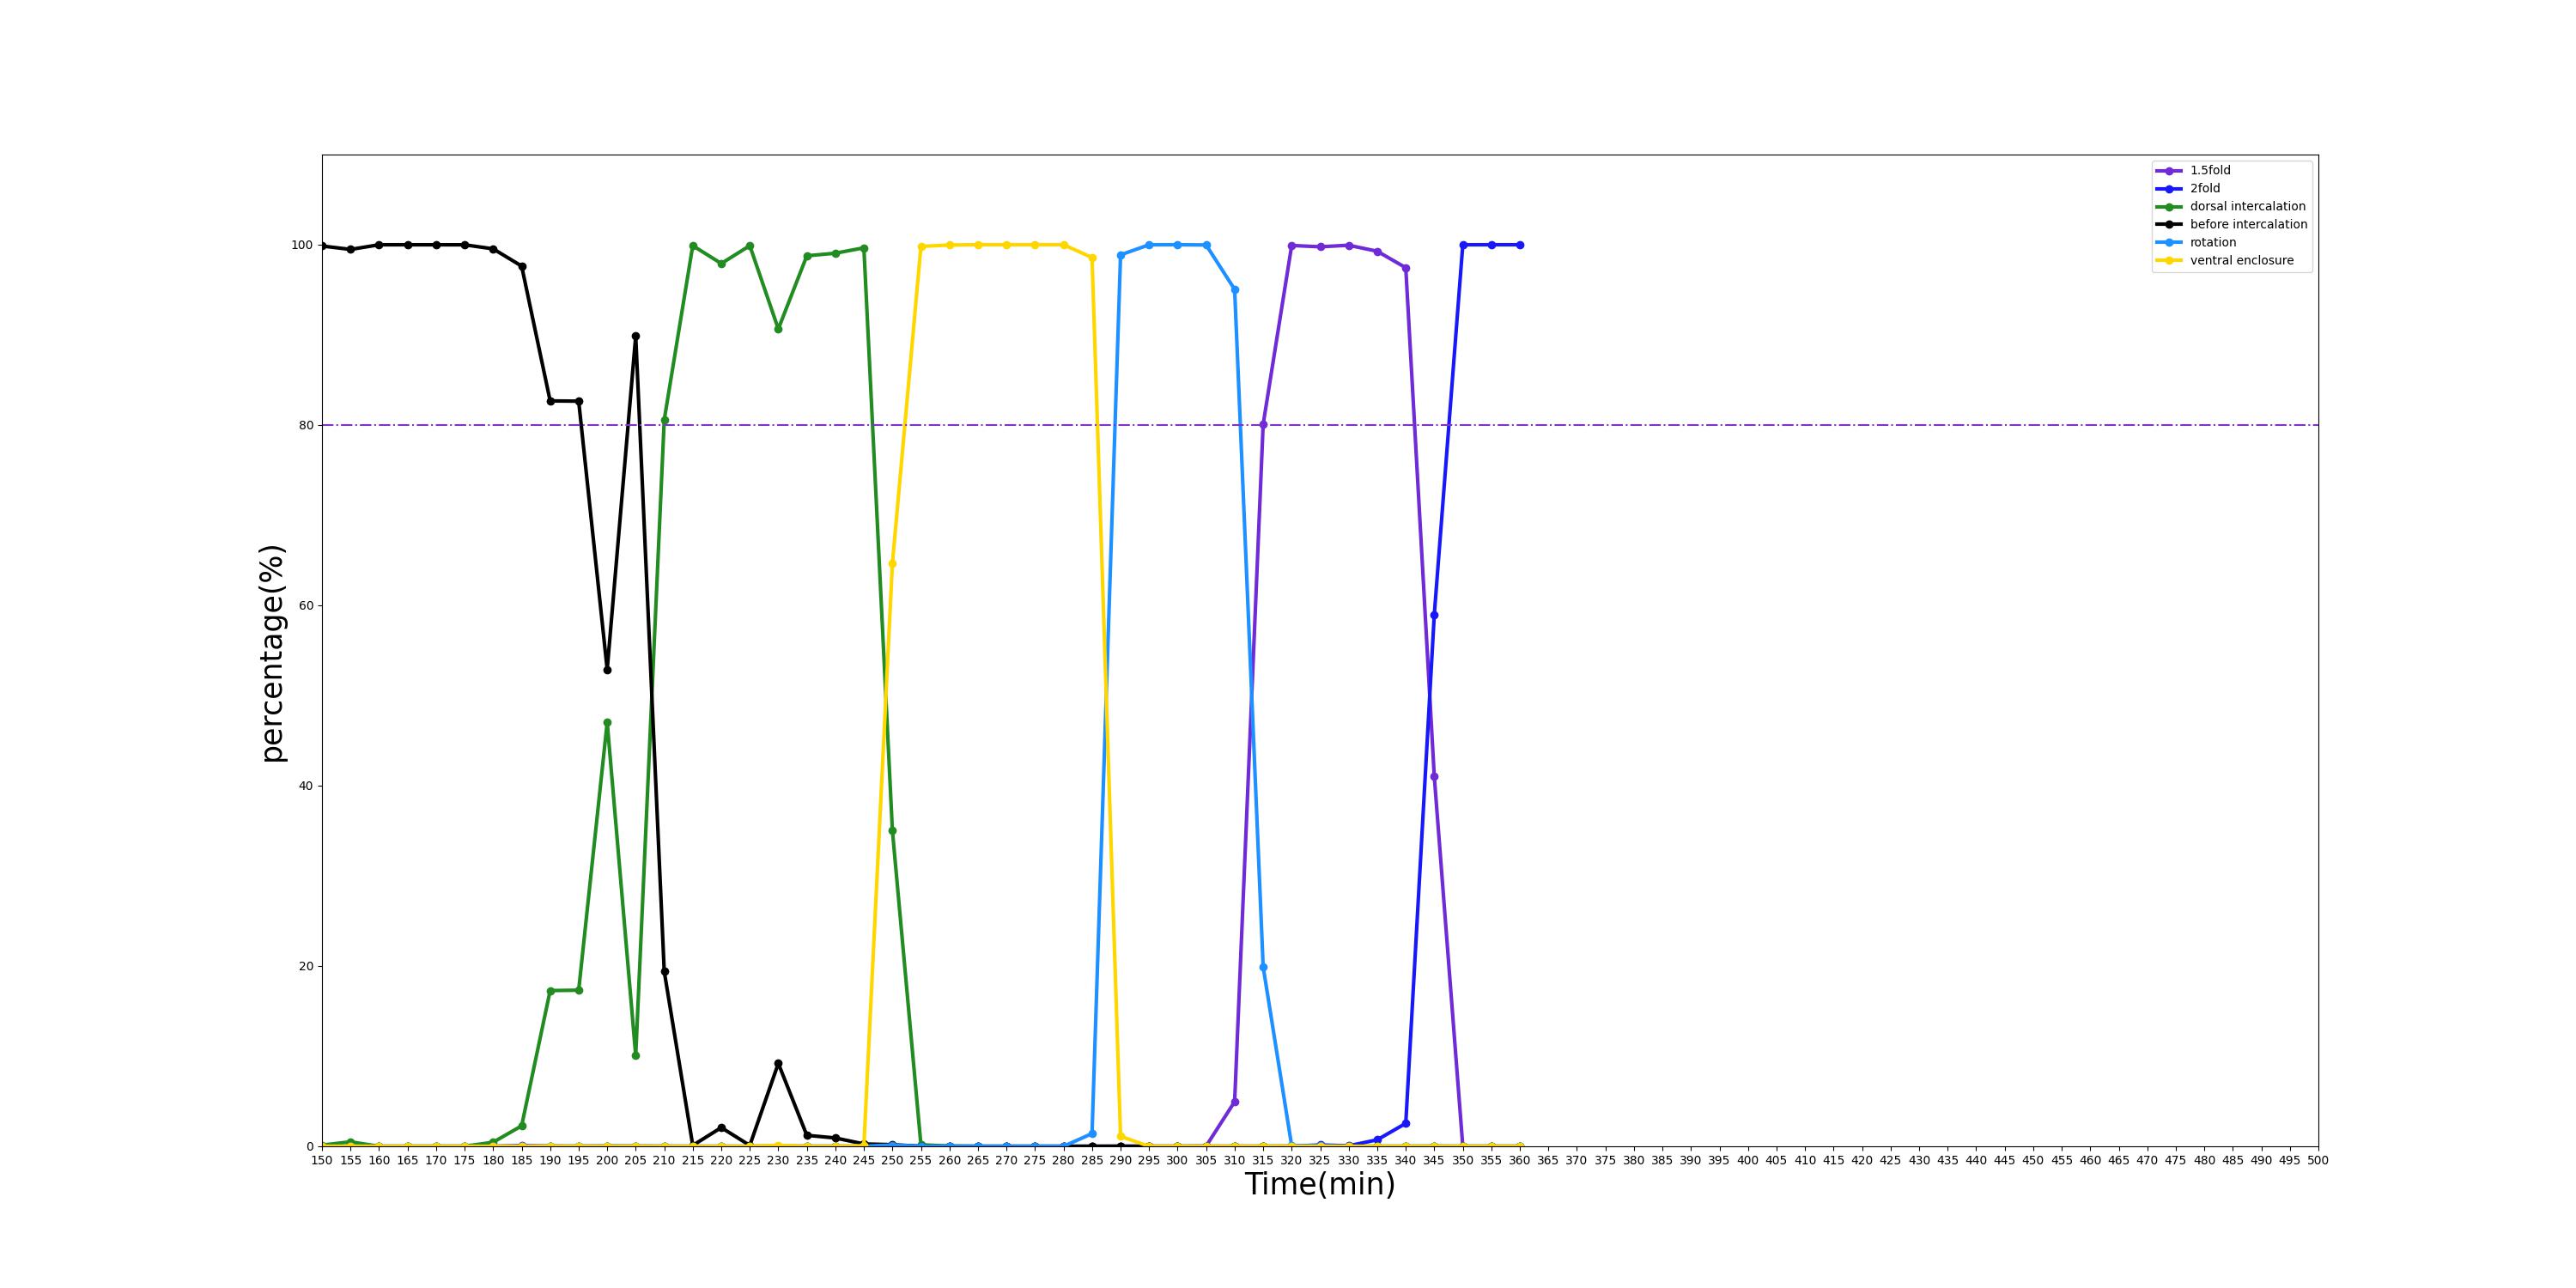 1.5fold
2fold
dorsal intercalation
before intercalation
rotation
ventral enclosure
percentage(%)
100
80
60
40
20
0
150 155 160 165 170 175 180 185 190 195 200 205 210 215 220 225 230 235 240 245 250 255 260 265 270 275 280 285 290 295 300 305 310 315 320 325 330 335 340 345 350 355 360 365 370 375 380 385 390 395 400 405 410 415 420 425 430 435 440 445 450 455 460 465 470 475 480 485 490 495 500
Time(min)